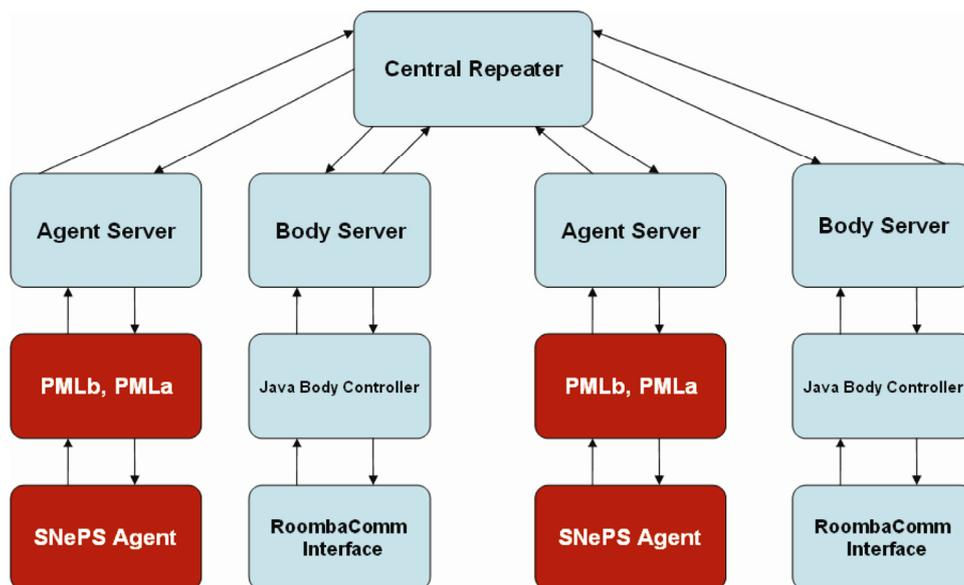 Central Repeater
Agent Server
Body Server
Agent Server
Body Server
PMLb, PMLa
Java Body Controller
PMLb, PMLa
Java Body Controller
SNePS Agent
RoombaComm
Interface
SNePS Agent
RoombaComm
Interface